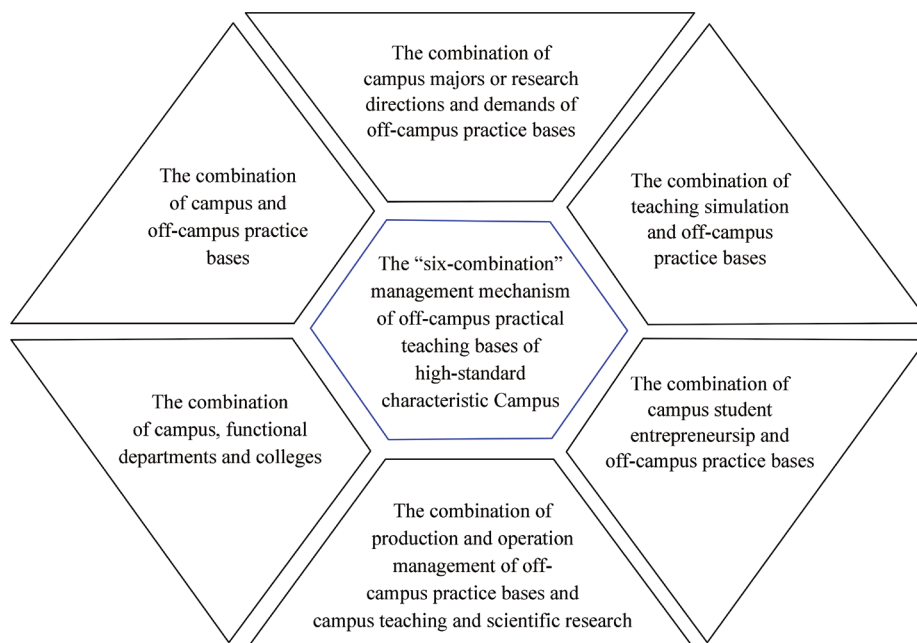 The combination of
campus majors or research
directions and demands of
off-campus practice bases
The combination
of campus and
off-campus practice
bases
The combination of
teaching simulation
and off-campus
practice bases
The “six-combination”
management mechanism
of off-campus practical
teaching bases of
high-standard
characteristic Campus
The combination
of campus, functional
departments and colleges
The combination of
campus student
entrepreneursip and
off-campus practice bases
The combination of
production and operation
management of off-
campus practice bases and
campus teaching and scientific research